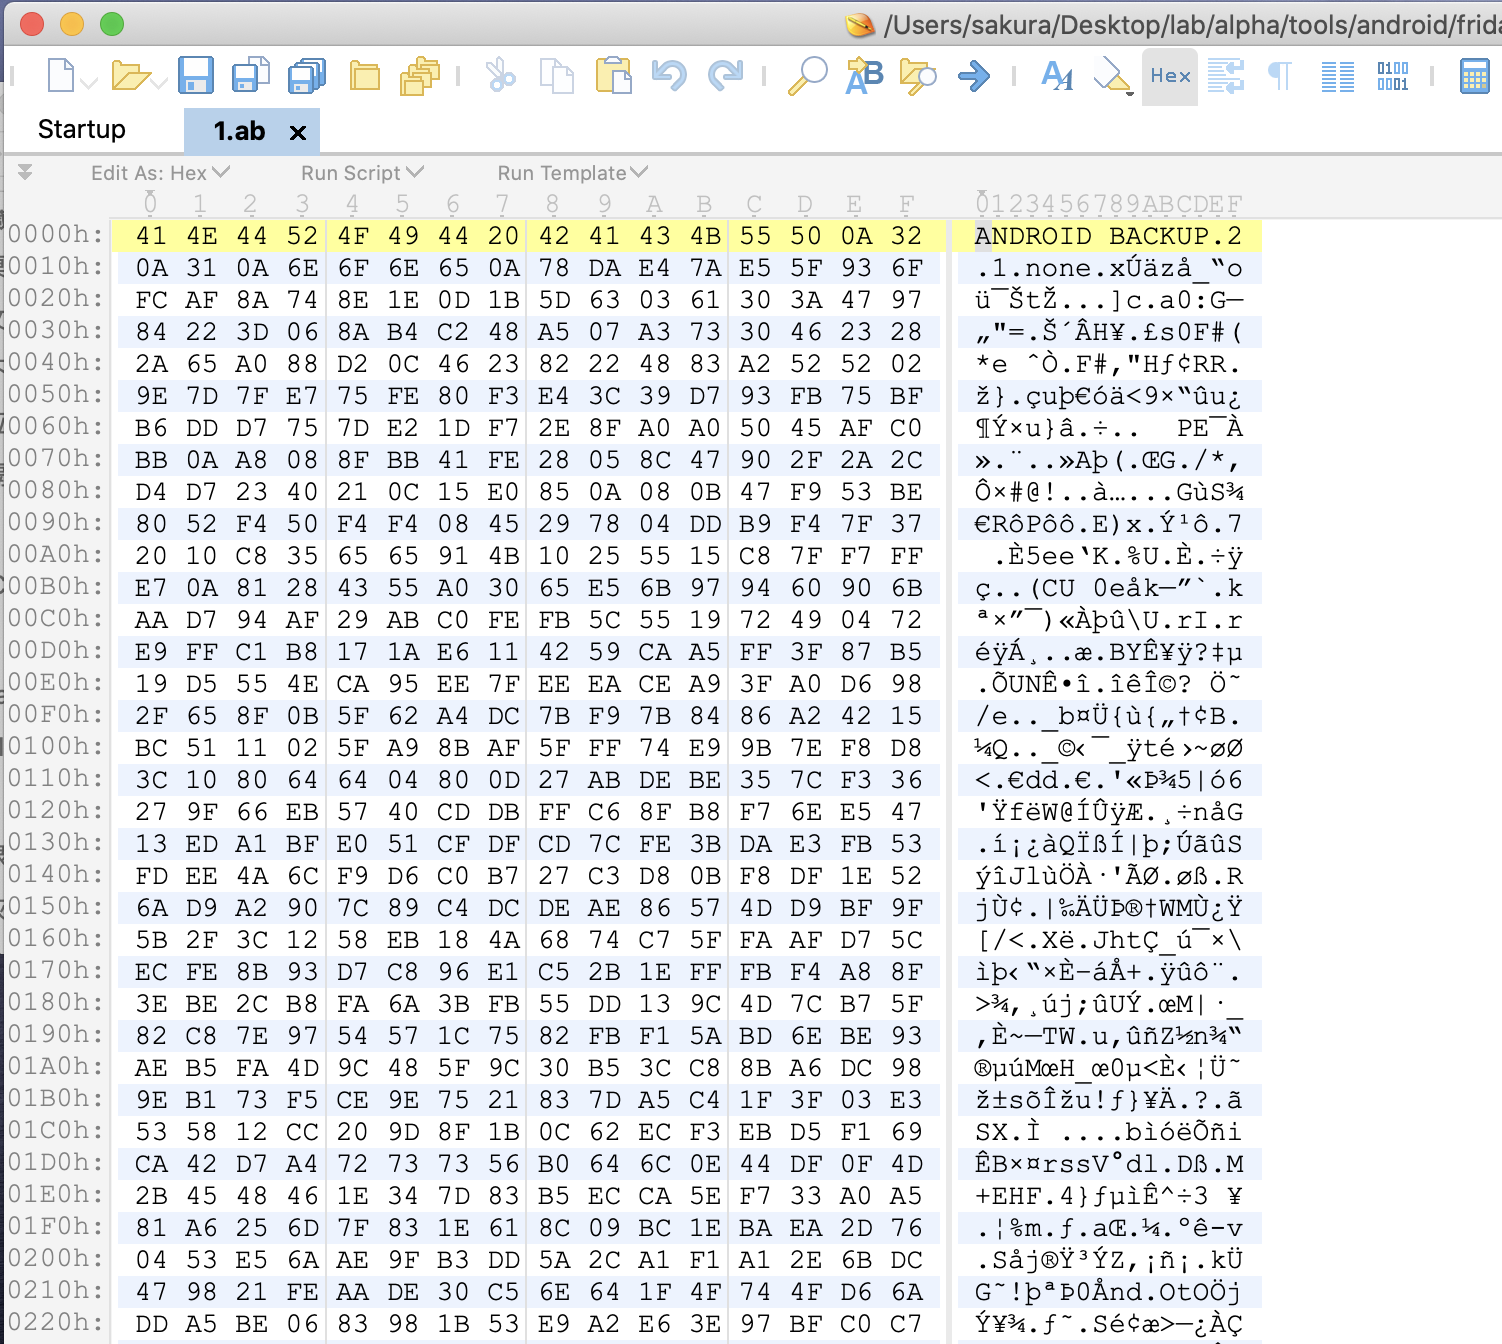 /Users/sakura/Desktop/lab/alpha/tools/android/frida
Hex
Startup 1.ab ×
Edit As: Hex Run Script Run Template
0 1 2 3 4 5 6 7 8 9 A B C D E F 0123456789ABCDEF
0000h: 41 4E 44 52 4F 49 44 20 42 41 43 4B 55 50 0A 32 ANDROID BACKUP.2
0010h: 0A 31 0A 6E 6F 6E 65 0A 78 DA E4 7A E5 5F 93 6F .1.none.xÚäzå_“o
0020h: FC AF 8A 74 8E 1E 0D 1B 5D 63 03 61 30 3A 47 97 ü¯ŠtŽ...]c.a0:G—
0030h: 84 22 3D 06 8A B4 C2 48 A5 07 A3 73 30 46 23 28 „"=.Š´ÂH¥.£s0F#(
0040h: 2A 65 A0 88 D2 0C 46 23 82 22 48 83 A2 52 52 02 *e ˆÒ.F#‚"Hƒ¢RR.
0050h: 9E 7D 7F E7 75 FE 80 F3 E4 3C 39 D7 93 FB 75 BF ž}.çuþ€óä<9×“ûu¿
0060h: B6 DD D7 75 7D E2 1D F7 2E 8F A0 A0 50 45 AF C0 ¶Ý×u}â.÷.. PE¯À
0070h: BB 0A A8 08 8F BB 41 FE 28 05 8C 47 90 2F 2A 2C ».¨..»Aþ(.ŒG./*,
0080h: D4 D7 23 40 21 0C 15 E0 85 0A 08 0B 47 F9 53 BE Ô×#@!..à…...GùS¾
0090h: 80 52 F4 50 F4 F4 08 45 29 78 04 DD B9 F4 7F 37 €RôPôô.E)x.Ý¹ô.7
00A0h: 20 10 C8 35 65 65 91 4B 10 25 55 15 C8 7F F7 FF .È5ee‘K.%U.È.÷ÿ
00B0h: E7 0A 81 28 43 55 A0 30 65 E5 6B 97 94 60 90 6B ç..(CU 0eåk—”`.k
00C0h: AA D7 94 AF 29 AB C0 FE FB 5C 55 19 72 49 04 72 ª×”¯)«Àþû\U.rI.r
00D0h: E9 FF C1 B8 17 1A E6 11 42 59 CA A5 FF 3F 87 B5 éÿÁ¸..æ.BYÊ¥ÿ?‡µ
00E0h: 19 D5 55 4E CA 95 EE 7F EE EA CE A9 3F A0 D6 98 .ÕUNÊ•î.îêÎ©? Ö˜
00F0h: 2F 65 8F 0B 5F 62 A4 DC 7B F9 7B 84 86 A2 42 15 /e.._b¤Ü{ù{„†¢B.
0100h: BC 51 11 02 5F A9 8B AF 5F FF 74 E9 9B 7E F8 D8 ¼Q.._©‹¯_ÿté›~øØ
0110h: 3C 10 80 64 64 04 80 0D 27 AB DE BE 35 7C F3 36 <.€dd.€.'«Þ¾5|ó6
0120h: 27 9F 66 EB 57 40 CD DB FF C6 8F B8 F7 6E E5 47 'ŸfëW@ÍÛÿÆ.¸÷nåG
0130h: 13 ED A1 BF E0 51 CF DF CD 7C FE 3B DA E3 FB 53 .í¡¿àQÏßÍ|þ;ÚãûS
0140h: FD EE 4A 6C F9 D6 C0 B7 27 C3 D8 0B F8 DF 1E 52 ýîJlùÖÀ·'ÃØ.øß.R
0150h: 6A D9 A2 90 7C 89 C4 DC DE AE 86 57 4D D9 BF 9F jÙ¢.|‰ÄÜÞ®†WMÙ¿Ÿ
0160h: 5B 2F 3C 12 58 EB 18 4A 68 74 C7 5F FA AF D7 5C [/<.Xë.JhtÇ_ú¯×\
0170h: EC FE 8B 93 D7 C8 96 E1 C5 2B 1E FF FB F4 A8 8F ìþ‹“×È–áÅ+.ÿûô¨.
0180h: 3E BE 2C B8 FA 6A 3B FB 55 DD 13 9C 4D 7C B7 5F >¾,¸új;ûUÝ.œM|·_
0190h: 82 C8 7E 97 54 57 1C 75 82 FB F1 5A BD 6E BE 93 ‚È~—TW.u‚ûñZ½n¾“
01A0h: AE B5 FA 4D 9C 48 5F 9C 30 B5 3C C8 8B A6 DC 98 ®µúMœH_œ0µ<È‹¦Ü˜
01B0h: 9E B1 73 F5 CE 9E 75 21 83 7D A5 C4 1F 3F 03 E3 ž±sõÎžu!ƒ}¥Ä.?.ã
01C0h: 53 58 12 CC 20 9D 8F 1B 0C 62 EC F3 EB D5 F1 69 SX.Ì ....bìóëÕñi
01D0h: CA 42 D7 A4 72 73 73 56 B0 64 6C 0E 44 DF 0F 4D ÊB×¤rssV°dl.Dß.M
01E0h: 2B 45 48 46 1E 34 7D 83 B5 EC CA 5E F7 33 A0 A5 +EHF.4}ƒµìÊ^÷3 ¥
01F0h: 81 A6 25 6D 7F 83 1E 61 8C 09 BC 1E BA EA 2D 76 .¦%m.ƒ.aŒ.¼.ºê-v
0200h: 04 53 E5 6A AE 9F B3 DD 5A 2C A1 F1 A1 2E 6B DC .Såj®Ÿ³ÝZ,¡ñ¡.kÜ
0210h: 47 98 21 FE AA DE 30 C5 6E 64 1F 4F 74 4F D6 6A G˜!þªÞ0Ånd.OtOÖj
0220h: DD A5 BE 06 83 98 1B 53 E9 A2 E6 3E 97 BF C0 C7 Ý¥¾.ƒ˜.Sé¢æ>—¿ÀÇ